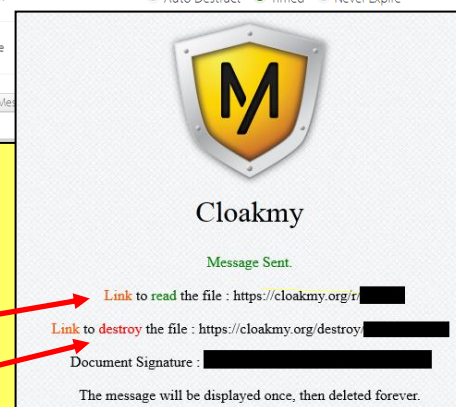 Auto Destruct Timed Never Expire
M
Cloakmy
Message Sent.
Link to read the file : https://cloakmy.org/r/
Link to destroy the file : https://cloakmy.org/destroy/
Document Signature :
The message will be displayed once, then deleted forever.